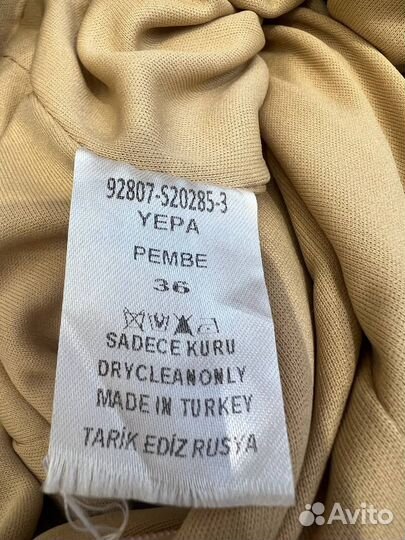 92807-S20285-3
YEPA
PEMBE
36
SADECE KURU
DRYCLEANONLY
MADE IN TURKEY
TARIK EDIZ RUSYA
Avito